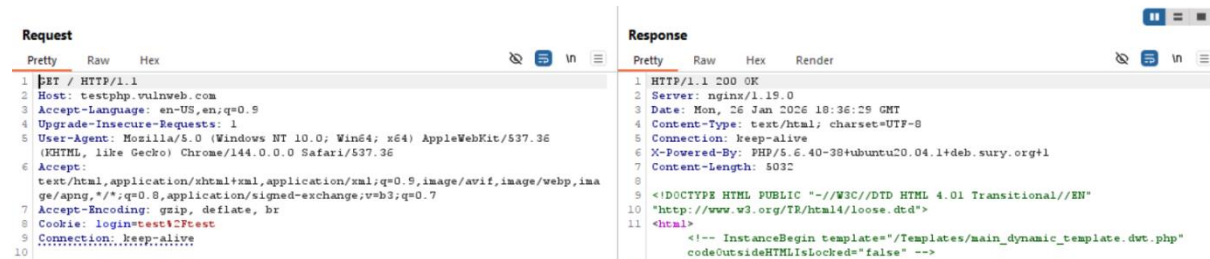 Request
Pretty Raw Hex \n
1 GET / HTTP/1.1
2 Host: testphp.vulnweb.com
3 Accept-Language: en-US,en;q=0.9
4 Upgrade-Insecure-Requests: 1
5 User-Agent: Mozilla/5.0 (Windows NT 10.0; Win64; x64) AppleWebKit/537.36
(KHTML, like Gecko) Chrome/144.0.0.0 Safari/537.36
6 Accept:
text/html,application/xhtml+xml,application/xml;q=0.9,image/avif,image/webp,ima
ge/apng,*/*;q=0.8,application/signed-exchange;v=b3;q=0.7
7 Accept-Encoding: gzip, deflate, br
8 Cookie: login=test%2Ftest
9 Connection: keep-alive
10
Response
Pretty Raw Hex Render \n
1 HTTP/1.1 200 OK
2 Server: nginx/1.19.0
3 Date: Mon, 26 Jan 2026 18:36:29 GMT
4 Content-Type: text/html; charset=UTF-8
5 Connection: keep-alive
6 X-Powered-By: PHP/5.6.40-38+ubuntu20.04.1+deb.sury.org+1
7 Content-Length: 5032
8
9 <!DOCTYPE HTML PUBLIC "-//W3C//DTD HTML 4.01 Transitional//EN"
10 "http://www.w3.org/TR/html4/loose.dtd">
11 <html>
<!-- InstanceBegin template="/Templates/main_dynamic_template.dwt.php"
codeOutsideHTMLIsLocked="false" -->